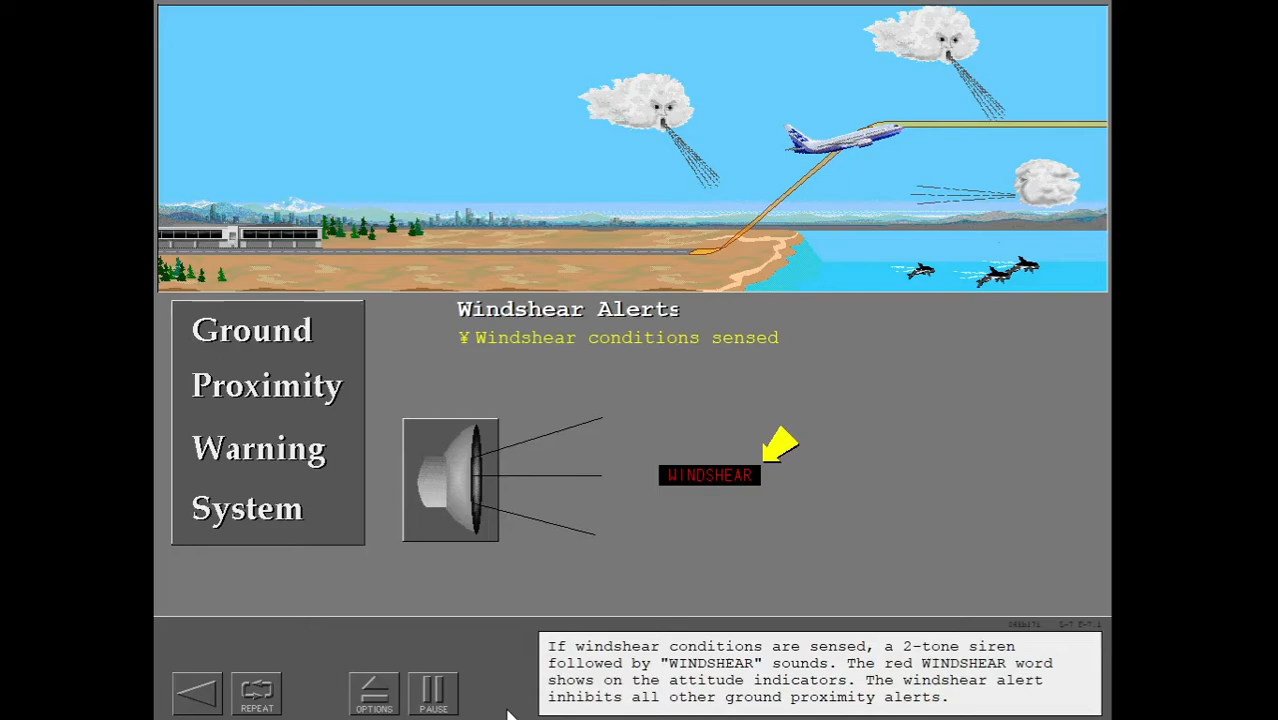 Windshear Alerts
¥ Windshear conditions sensed
Ground
Proximity
Warning
System
WINDSHEAR
If windshear conditions are sensed, a 2-tone siren
followed by "WINDSHEAR" sounds. The red WINDSHEAR word
shows on the attitude indicators. The windshear alert
inhibits all other ground proximity alerts.
REPEAT
OPTIONS
PAUSE